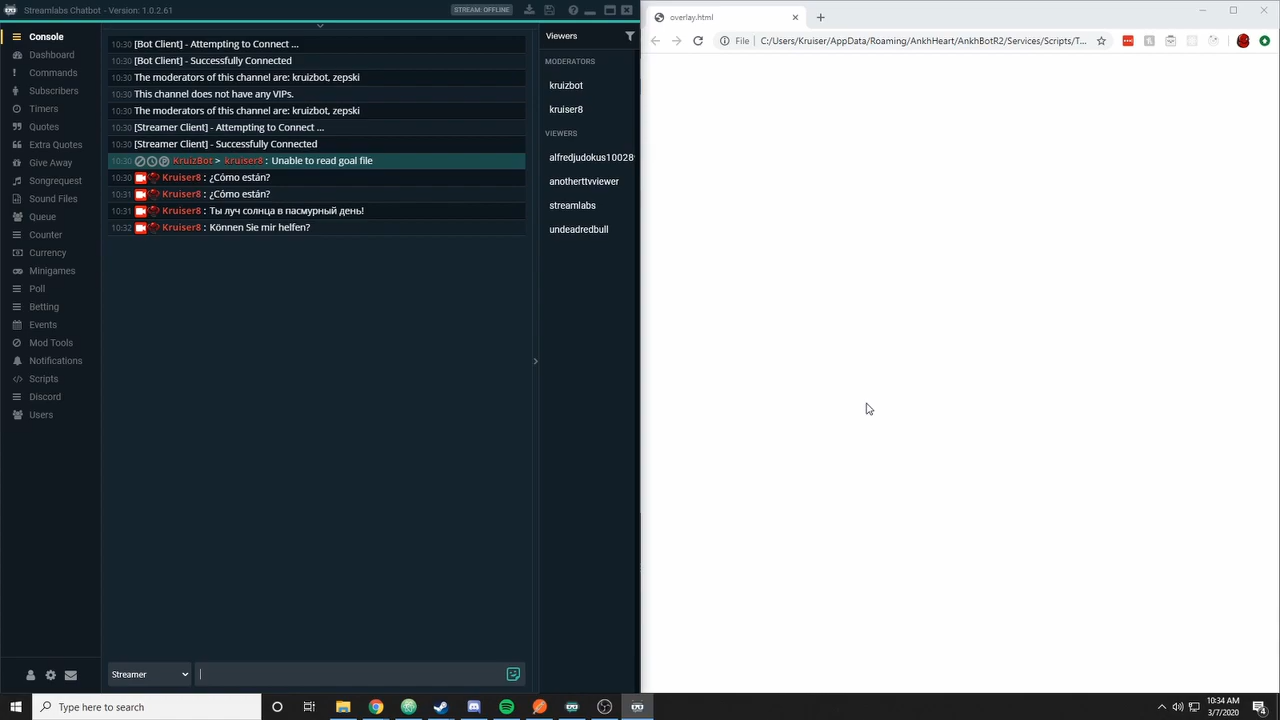 Streamlabs Chatbot - Version: 1.0.2.61
STREAM: OFFLINE
Console
Dashboard
Commands
Subscribers
Timers
Quotes
Extra Quotes
Give Away
Songrequest
Sound Files
Queue
Counter
Currency
Minigames
Poll
Betting
Events
Mod Tools
Notifications
Scripts
Discord
Users
10:30 [Bot Client] - Attempting to Connect ...
10:30 [Bot Client] - Successfully Connected
10:30 The moderators of this channel are: kruizbot, zepski
10:30 This channel does not have any VIPs.
10:30 The moderators of this channel are: kruizbot, zepski
10:30 [Streamer Client] - Attempting to Connect ...
10:30 [Streamer Client] - Successfully Connected
10:30 KruizBot > kruiser8 : Unable to read goal file
10:30 Kruiser8 : ¿Cómo están?
10:31 Kruiser8 : ¿Cómo están?
10:31 Kruiser8 : Ты луч солнца в пасмурный день!
10:32 Kruiser8 : Können Sie mir helfen?
Streamer
Viewers
MODERATORS
kruizbot
kruiser8
VIEWERS
alfredjudokus10028
anotherttvviewer
streamlabs
undeadredbull
overlay.html
File C:/Users/Kruiser/AppData/Roaming/AnkhHeart/AnkhBotR2/Services/Scripts/T...
Type here to search
10:34 AM
3/7/2020
4